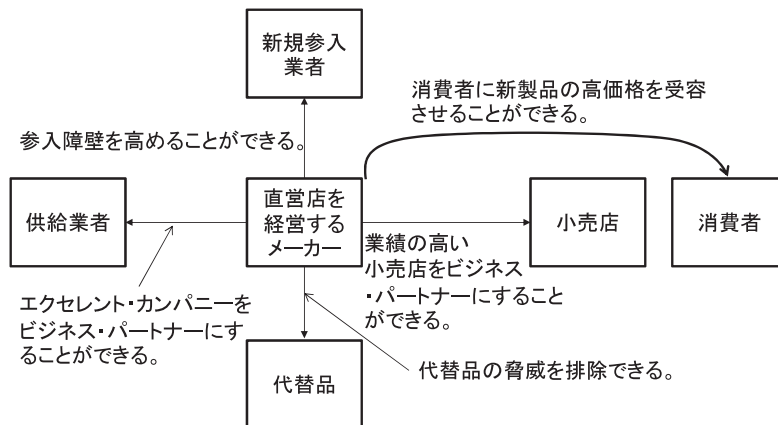 新規参入
業者
消費者に新製品の高価格を受容
させることができる。
参入障壁を高めることができる。
供給業者
直営店を
経営する
メーカー
小売店
消費者
業績の高い
小売店をビジネス
・パートナーにすること
ができる。
エクセレント・カンパニーを
ビジネス・パートナーにす
ることができる。
代替品
代替品の脅威を排除できる。